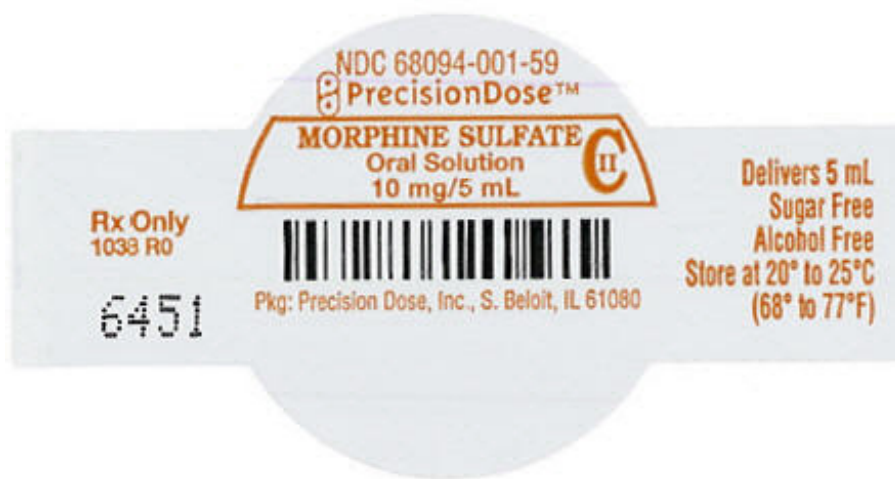 NDC 68094-001-59
PrecisionDose™
MORPHINE SULFATE
Oral Solution
10 mg/5 mL
CII
Rx Only
1038 R0
6451
Pkg: Precision Dose, Inc., S. Beloit, IL 61080
Delivers 5 mL
Sugar Free
Alcohol Free
Store at 20° to 25°C
(68° to 77°F)